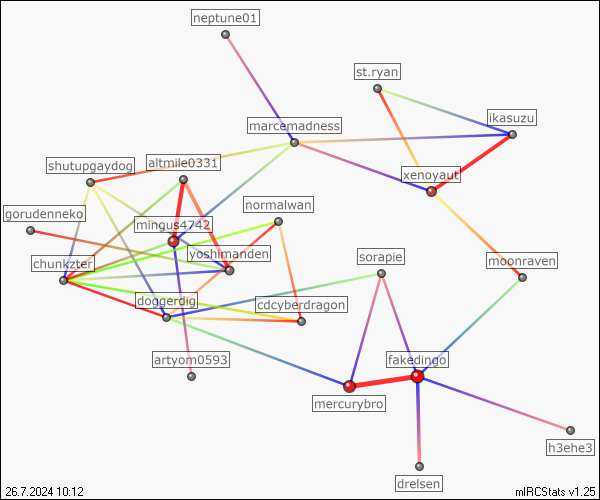 neptune01
st.ryan
ikasuzu
marcemadness
shutupgaydog
altmile0331
xenoyaut
gorudenneko
normalwan
mingus4742
chunkzter
yoshimanden
sorapie
moonraven
doggerdig
cdcyberdragon
artyom0593
fakedingo
mercurybro
h3ehe3
drelsen
26.7.2024 10:12
mIRCStats v1.25